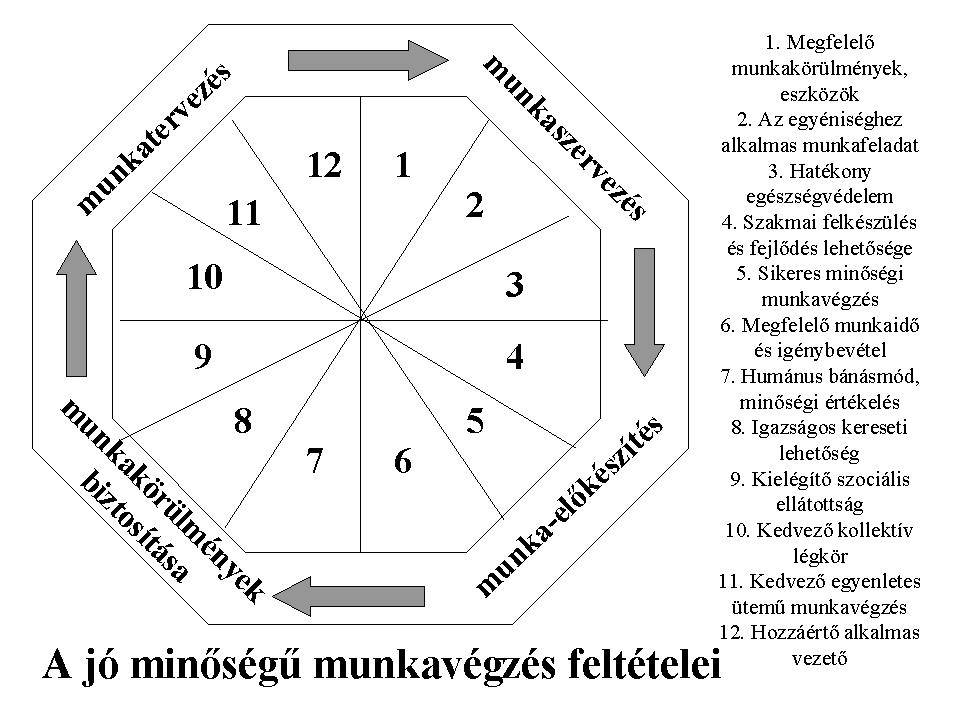 munkatervezés
munkaszervezés
munka-előkészítés
munkakörülmények
biztosítása
12
1
11
2
10
3
9
4
8
5
7
6
1. Megfelelő
munkakörülmények,
eszközök
2. Az egyéniséghez
alkalmas munkafeladat
3. Hatékony
egészségvédelem
4. Szakmai felkészülés
és fejlődés lehetősége
5. Sikeres minőségi
munkavégzés
6. Megfelelő munkaidő
és igénybevétel
7. Humánus bánásmód,
minőségi értékelés
8. Igazságos kereseti
lehetőség
9. Kielégítő szociális
ellátottság
10. Kedvező kollektív
légkör
11. Kedvező egyenletes
ütemű munkavégzés
12. Hozzáértő alkalmas
vezető
A jó minőségű munkavégzés feltételei